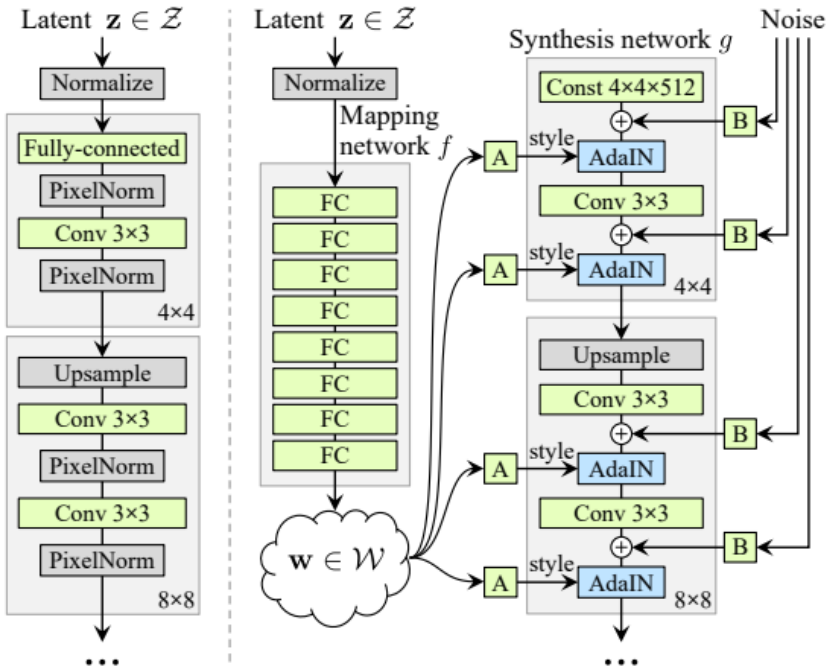 Latent z ∈ 𝒵
Normalize
Fully-connected
PixelNorm
Conv 3×3
PixelNorm
4×4
Upsample
Conv 3×3
PixelNorm
Conv 3×3
PixelNorm
8×8
...
Latent z ∈ 𝒵
Normalize
Mapping
network f
FC
FC
FC
FC
FC
FC
FC
FC
w ∈ 𝒲
Synthesis network g
Noise
Const 4×4×512
+
B
A
style
AdaIN
Conv 3×3
+
B
A
style
AdaIN
4×4
Upsample
Conv 3×3
+
B
A
style
AdaIN
Conv 3×3
+
B
A
style
AdaIN
8×8
...